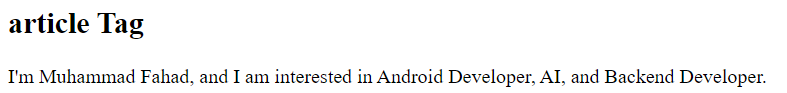 article Tag
I'm Muhammad Fahad, and I am interested in Android Developer, AI, and Backend Developer.